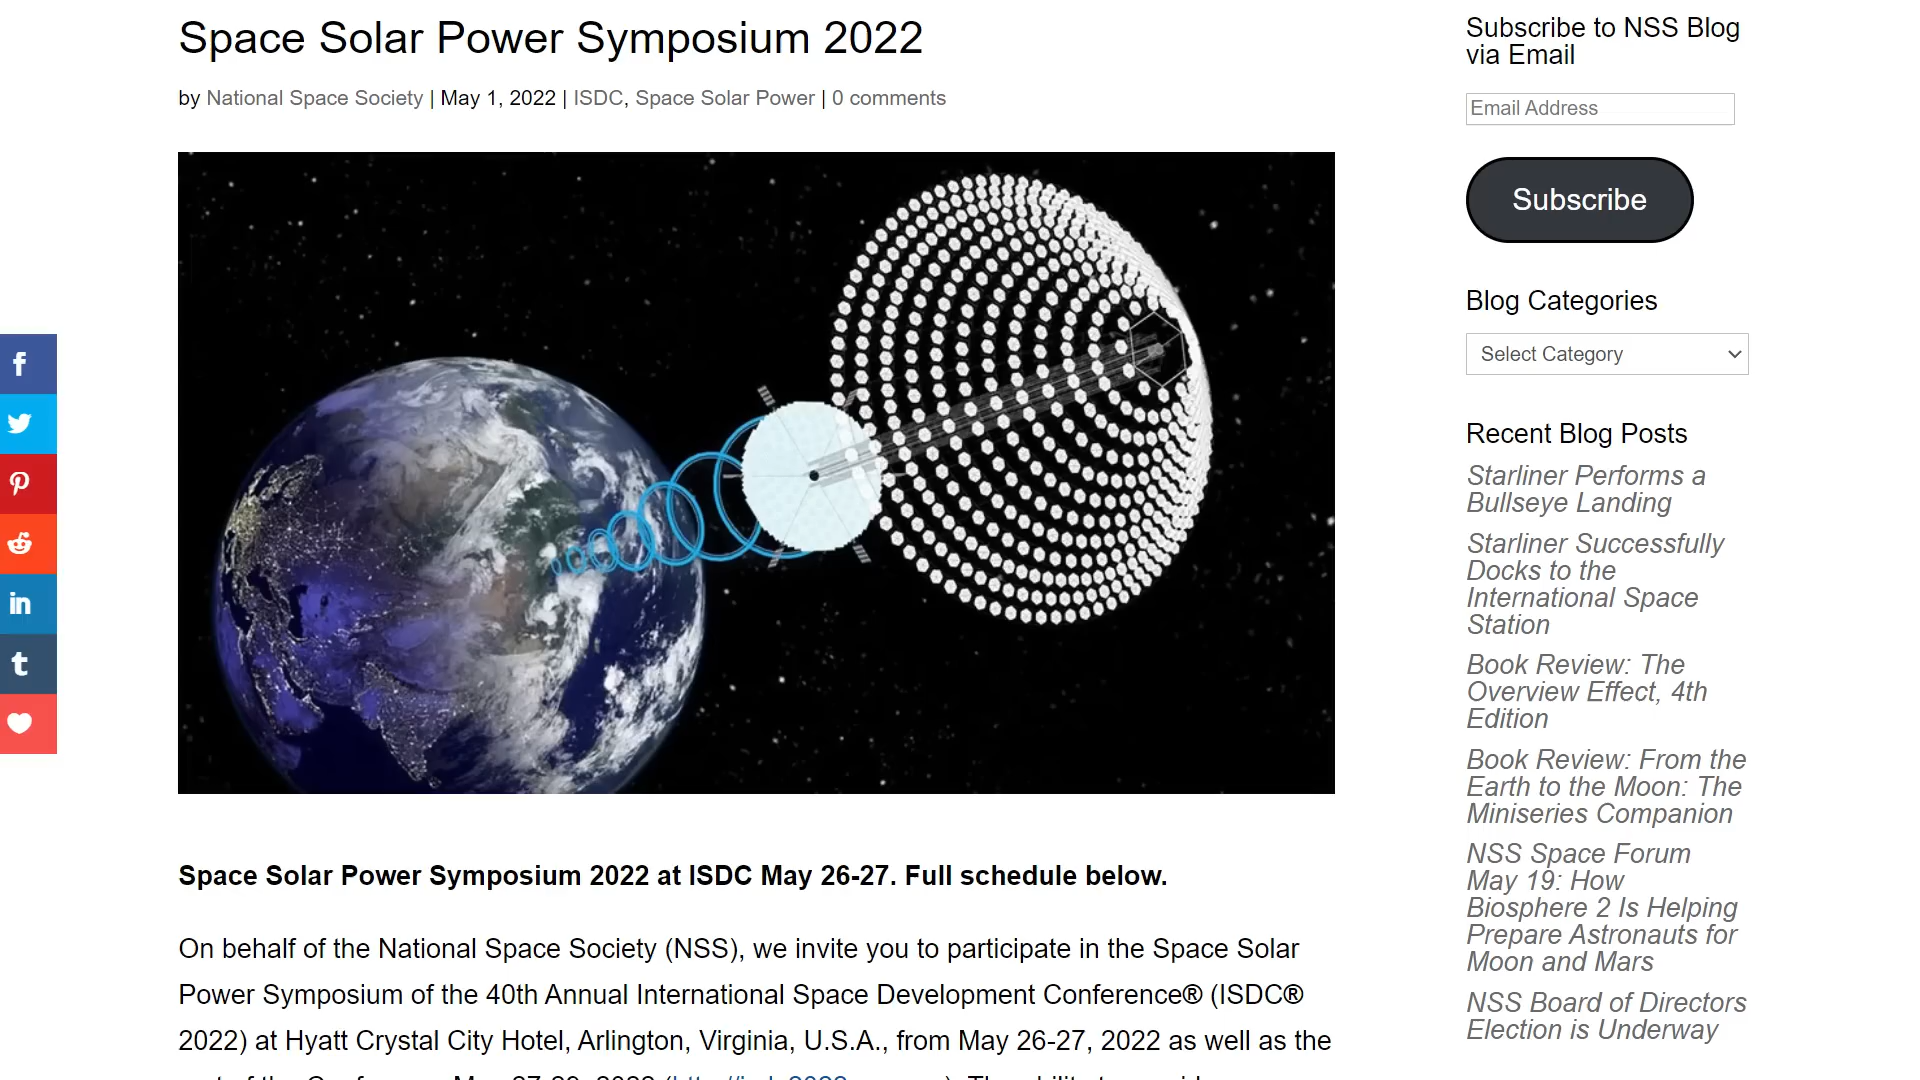 Space Solar Power Symposium 2022
by National Space Society | May 1, 2022 | ISDC, Space Solar Power | 0 comments
Space Solar Power Symposium 2022 at ISDC May 26-27. Full schedule below.
On behalf of the National Space Society (NSS), we invite you to participate in the Space Solar
Power Symposium of the 40th Annual International Space Development Conference® (ISDC®
2022) at Hyatt Crystal City Hotel, Arlington, Virginia, U.S.A., from May 26-27, 2022 as well as the
Subscribe to NSS Blog
via Email
Email Address
Subscribe
Blog Categories
Select Category
Recent Blog Posts
Starliner Performs a
Bullseye Landing
Starliner Successfully
Docks to the
International Space
Station
Book Review: The
Overview Effect, 4th
Edition
Book Review: From the
Earth to the Moon: The
Miniseries Companion
NSS Space Forum
May 19: How
Biosphere 2 Is Helping
Prepare Astronauts for
Moon and Mars
NSS Board of Directors
Election is Underway